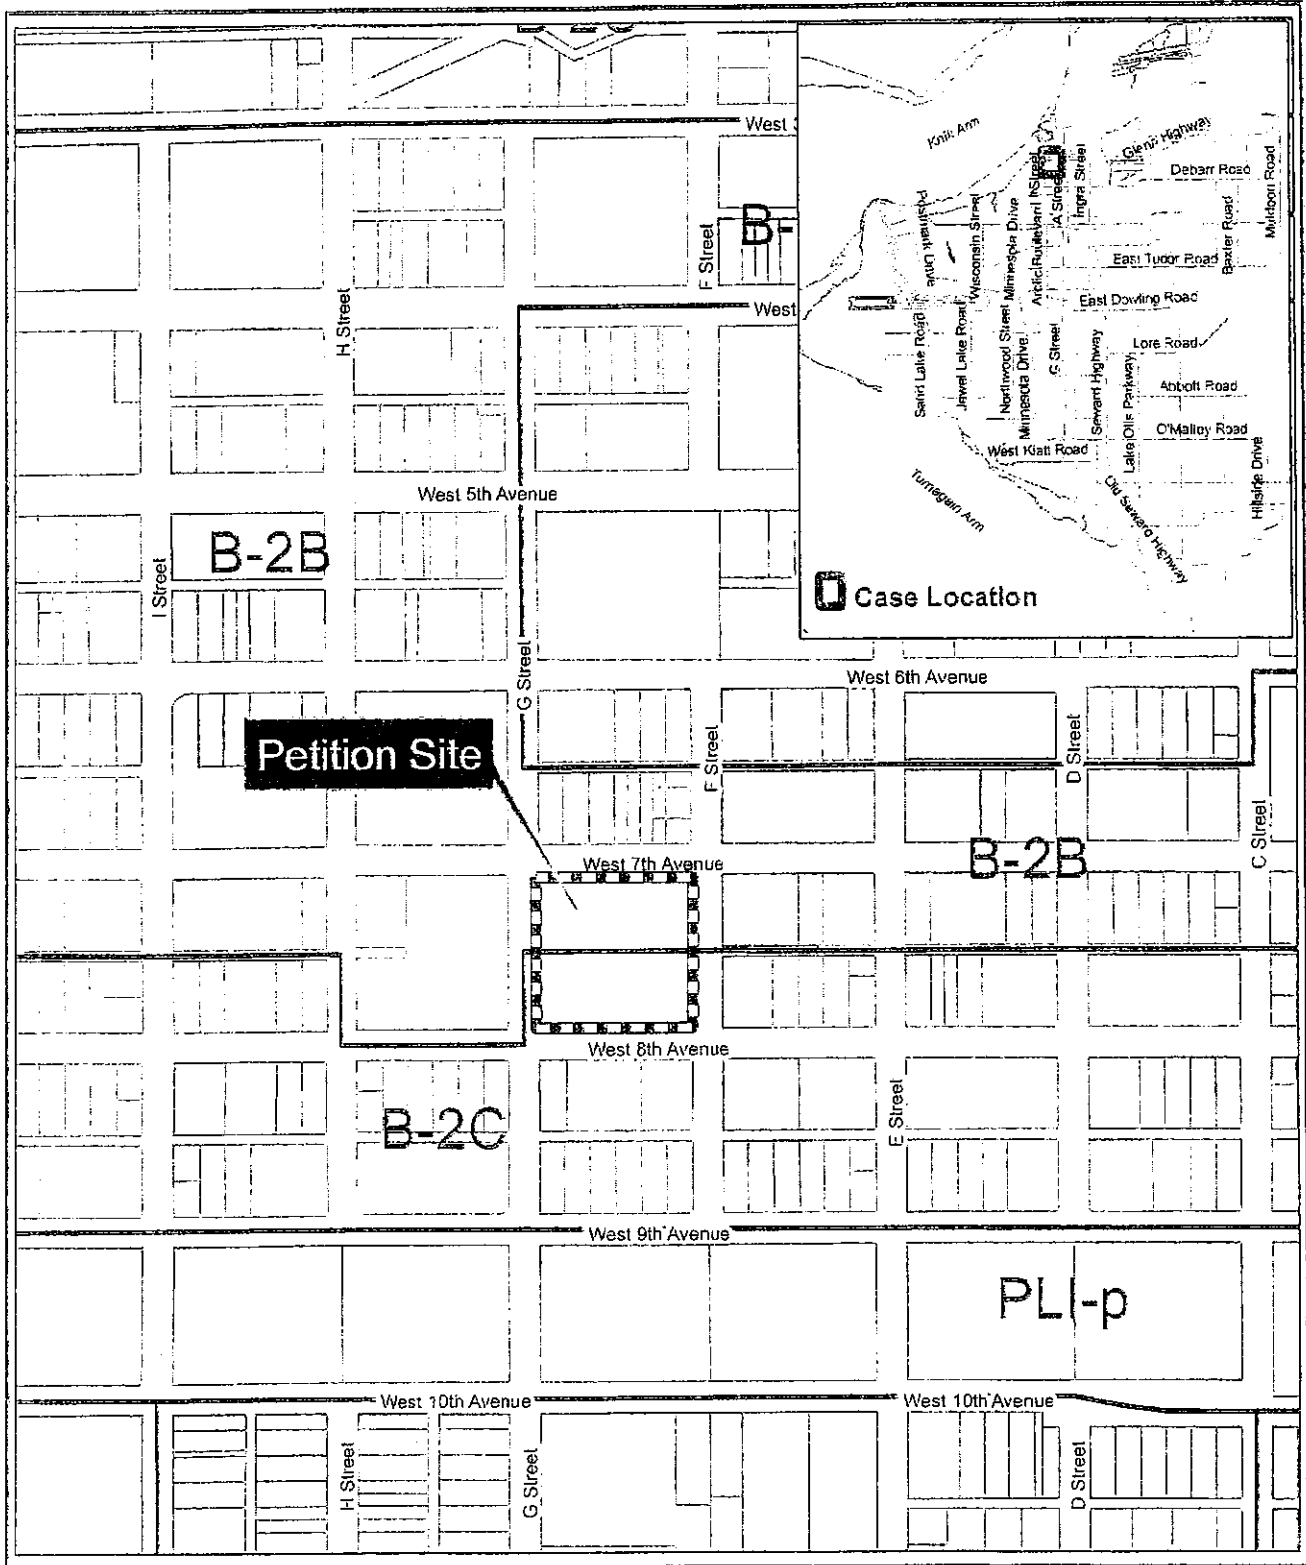 West
Knik Arm
Glenn Highway
Debarr Road
Muldoon Road
Ingra Street
A Street
Arctic Boulevard
Minnesota Drive
Wisconsin Street
Postmark Drive
Baxter Road
East Tudor Road
East Dowling Road
Lore Road
Abbott Road
O'Malley Road
Sand Lake Road
Jewel Lake Road
Northwood Street
Minnesota Drive
C Street
Seward Highway
Lake Otis Parkway
West Klatt Road
Turnagain Arm
Old Seward Highway
Hillside Drive
Case Location
F Street
B-
H Street
West
West 5th Avenue
B-2B
I Street
G Street
West 6th Avenue
Petition Site
F Street
D Street
C Street
West 7th Avenue
B-2B
West 8th Avenue
B-2C
E Street
West 9th Avenue
PLI-p
West 10th Avenue
West 10th Avenue
H Street
G Street
D Street